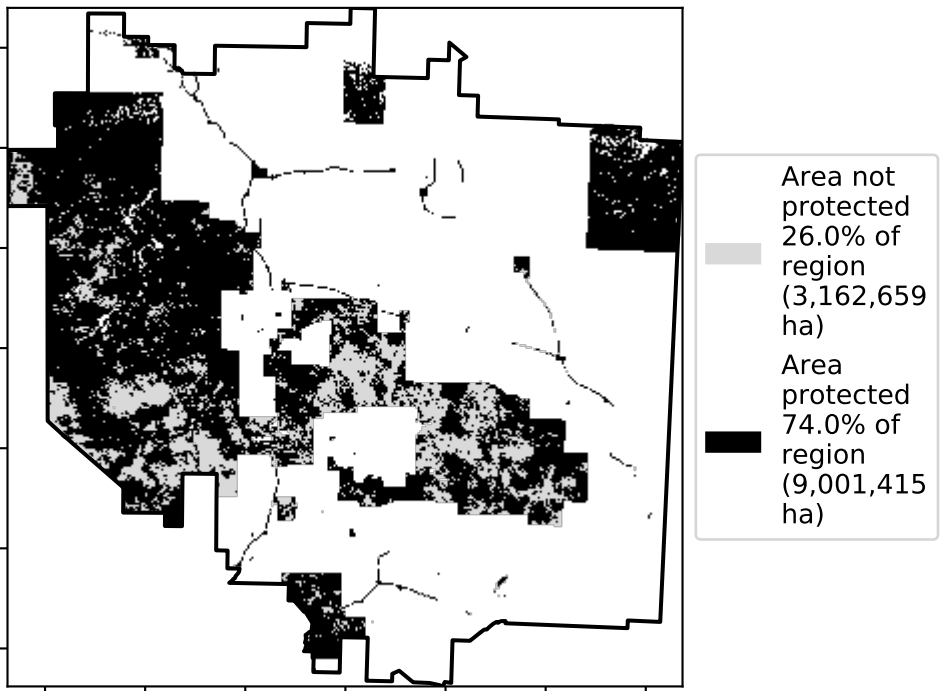 Area not
protected
26.0% of
region
(3,162,659
ha)
Area
protected
74.0% of
region
(9,001,415
ha)